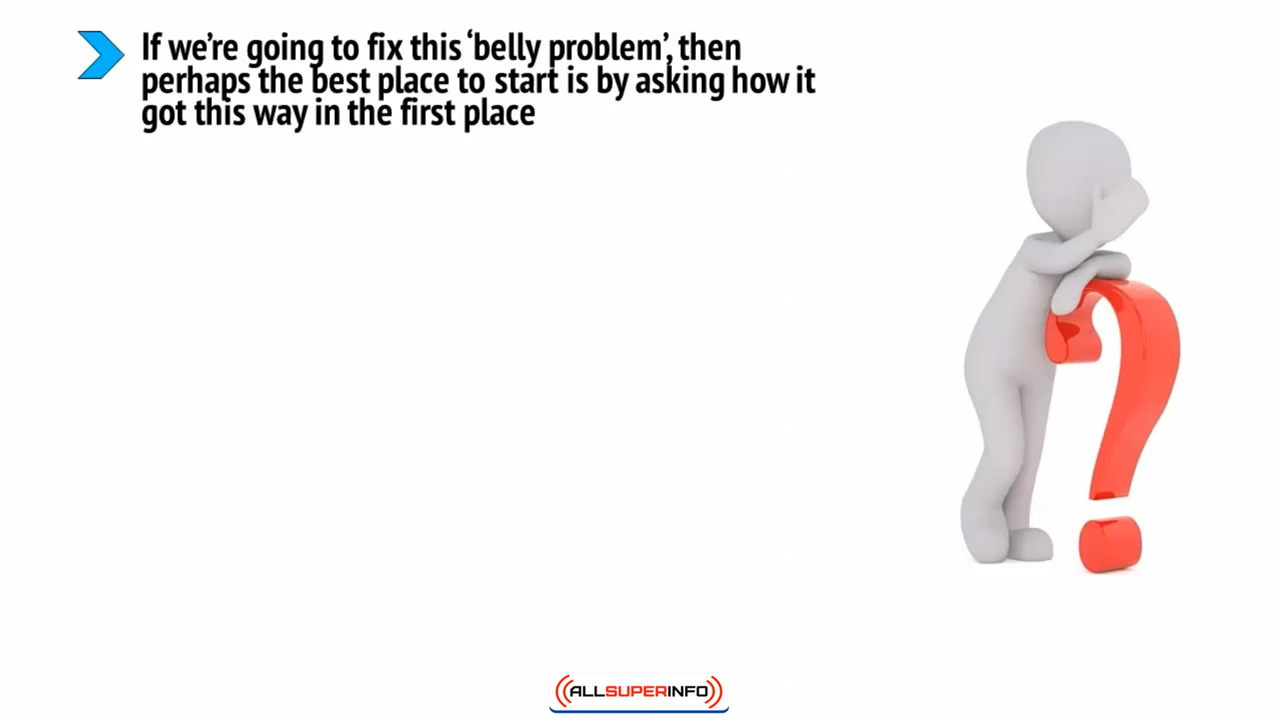 If we’re going to fix this ‘belly problem’, then
perhaps the best place to start is by asking how it
got this way in the first place
ALLSUPERINFO